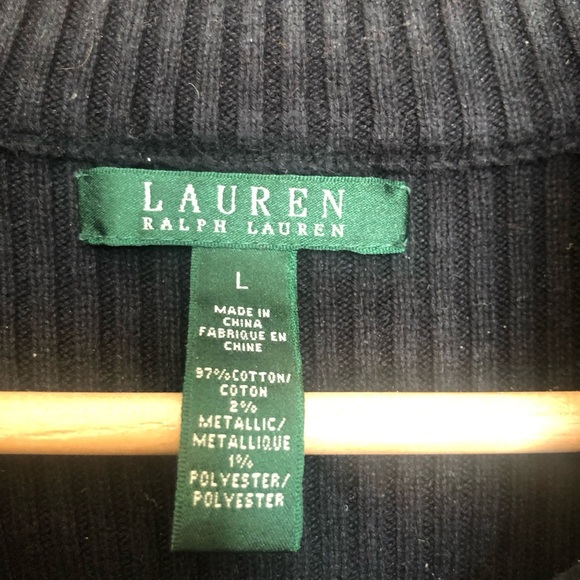 LAUREN
RALPH LAUREN
L
MADE IN
CHINA
FABRIQUE EN
CHINE
97% COTTON/
COTON
2%
METALLIC/
METALLIQUE
1%
POLYESTER/
POLYESTER